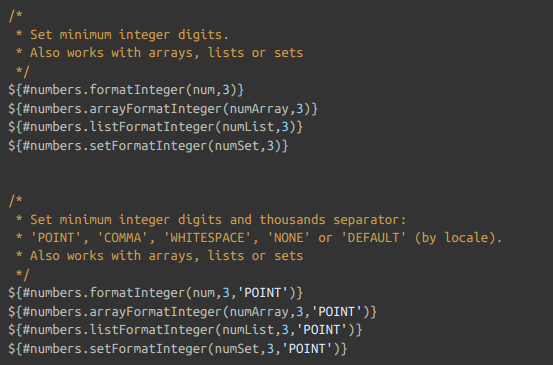 /*
 * Set minimum integer digits.
 * Also works with arrays, lists or sets
 */
${#numbers.formatInteger(num,3)}
${#numbers.arrayFormatInteger(numArray,3)}
${#numbers.listFormatInteger(numList,3)}
${#numbers.setFormatInteger(numSet,3)}
/*
 * Set minimum integer digits and thousands separator:
 * 'POINT', 'COMMA', 'WHITESPACE', 'NONE' or 'DEFAULT' (by locale).
 * Also works with arrays, lists or sets
 */
${#numbers.formatInteger(num,3,'POINT')}
${#numbers.arrayFormatInteger(numArray,3,'POINT')}
${#numbers.listFormatInteger(numList,3,'POINT')}
${#numbers.setFormatInteger(numSet,3,'POINT')}